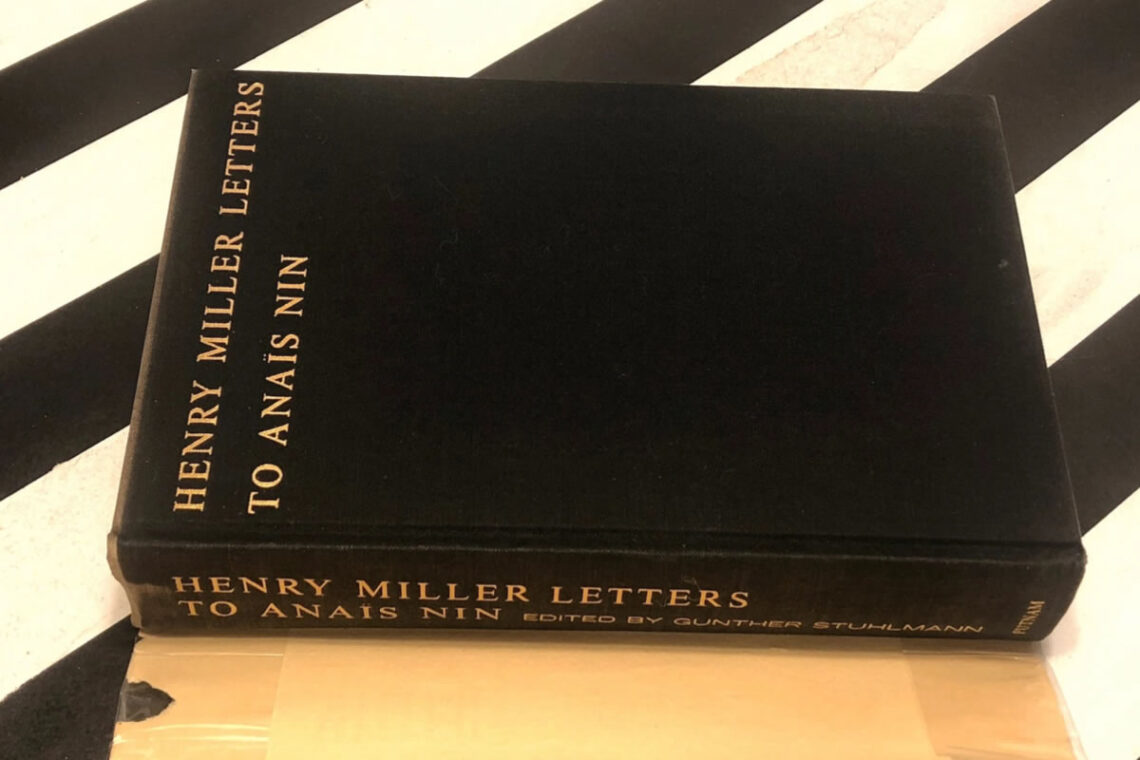 HENRY MILLER LETTERS
TO ANAÏS NIN
HENRY MILLER LETTERS
TO ANAÏS NIN EDITED BY GUNTHER STUHLMANN
PUTNAM